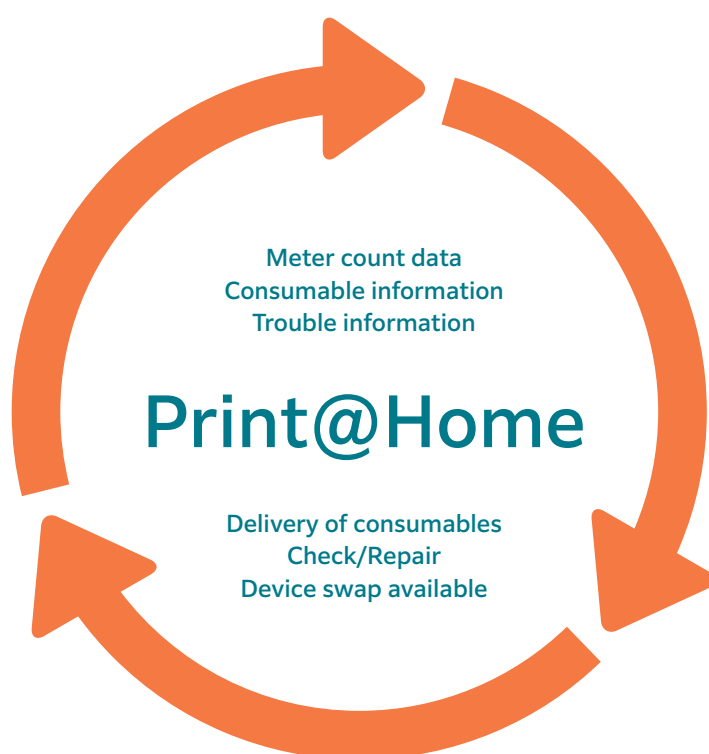 Meter count data
Consumable information
Trouble information
Print@Home
Delivery of consumables
Check/Repair
Device swap available